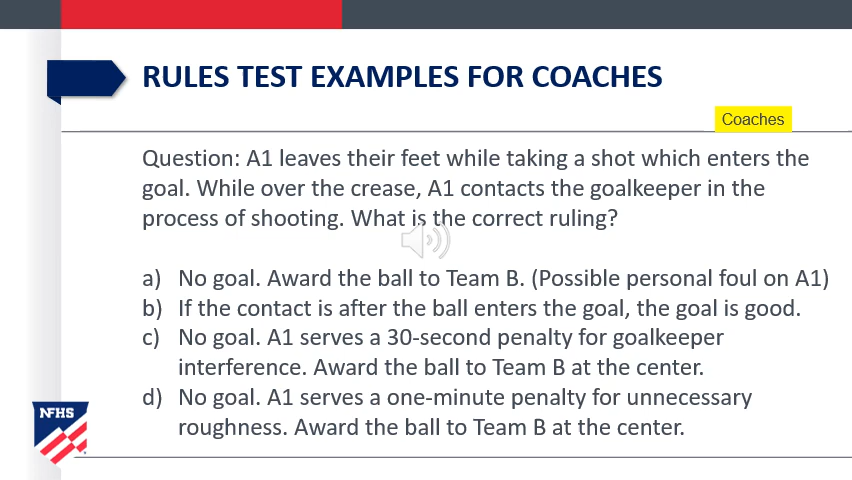 RULES TEST EXAMPLES FOR COACHES
Coaches
Question: A1 leaves their feet while taking a shot which enters the
goal. While over the crease, A1 contacts the goalkeeper in the
process of shooting. What is the correct ruling?
a) No goal. Award the ball to Team B. (Possible personal foul on A1)
b) If the contact is after the ball enters the goal, the goal is good.
c) No goal. A1 serves a 30-second penalty for goalkeeper
interference. Award the ball to Team B at the center.
d) No goal. A1 serves a one-minute penalty for unnecessary
roughness. Award the ball to Team B at the center.
NFHS